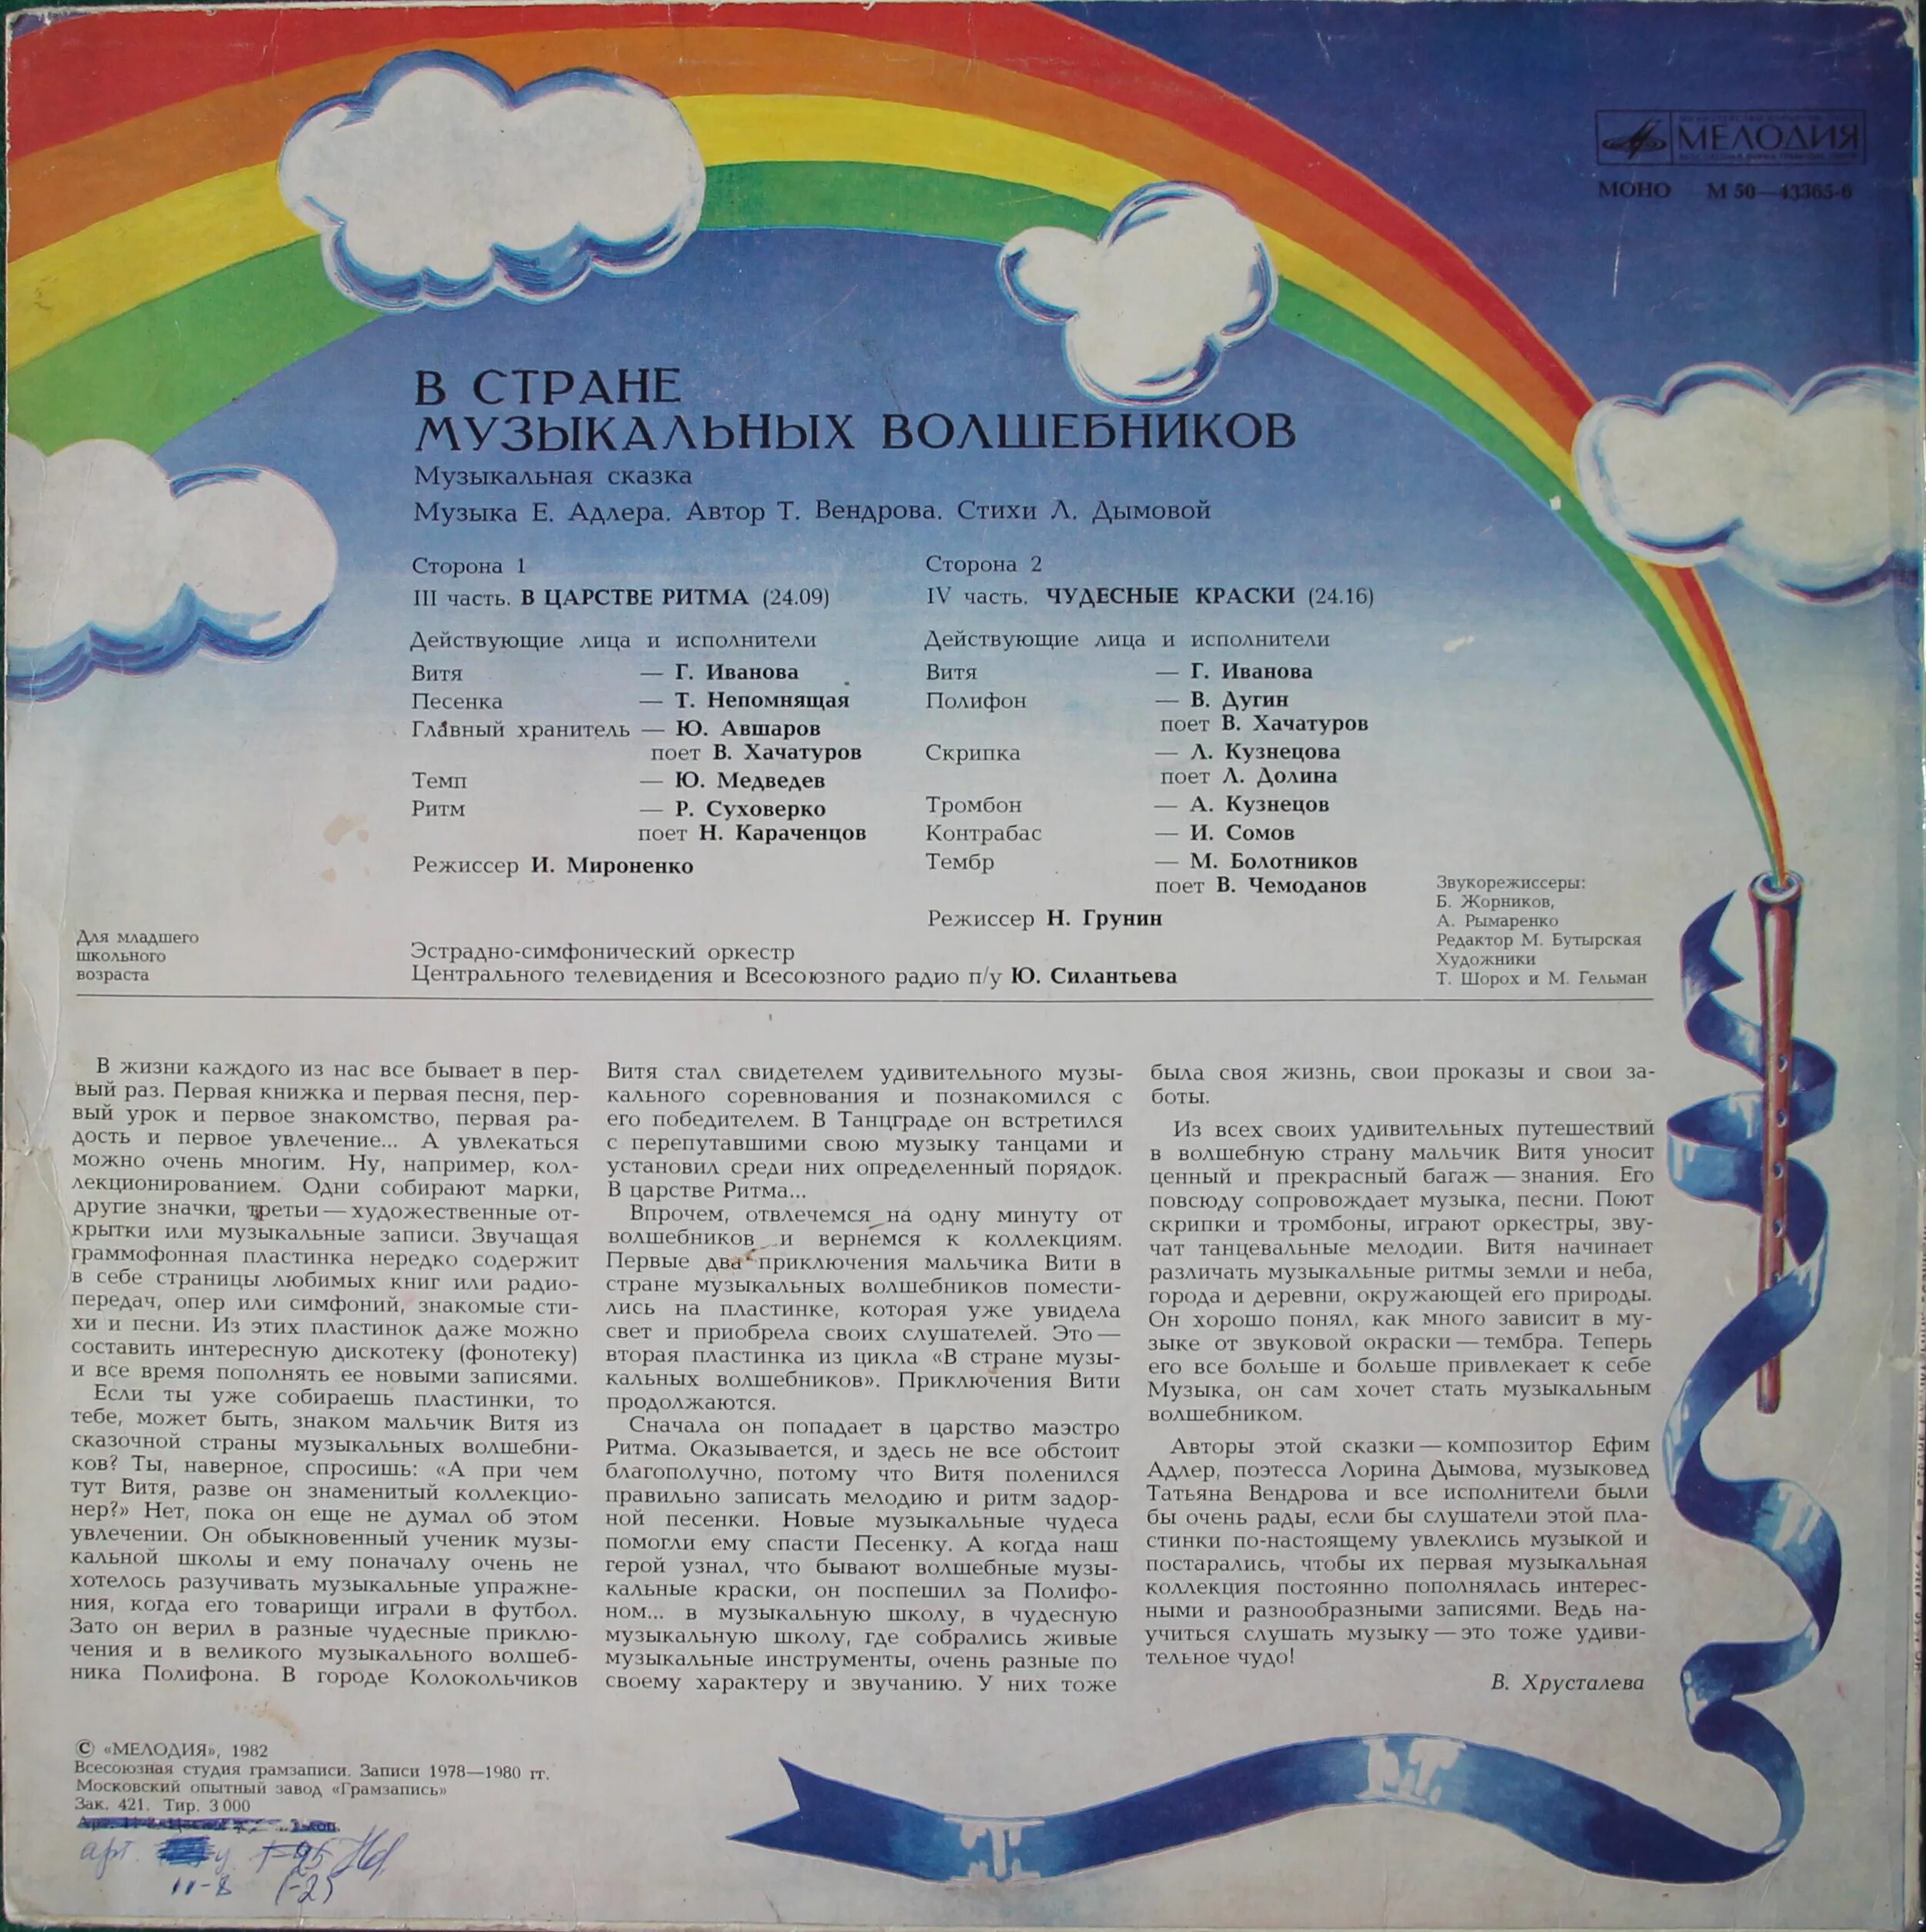 МЕЛОДИЯ
МОНО М 50—43365-6
В СТРАНЕ
МУЗЫКАЛЬНЫХ ВОЛШЕБНИКОВ
Музыкальная сказка
Музыка Е. Адлера. Автор Т. Вендрова. Стихи Л. Дымовой
Сторона 1
III часть. В ЦАРСТВЕ РИТМА (24.09)
Действующие лица и исполнители
Витя — Г. Иванова
Песенка — Т. Непомнящая
Главный хранитель — Ю. Авшаров
поет В. Хачатуров
Темп — Ю. Медведев
Ритм — Р. Суховерко
поет Н. Караченцов
Режиссер И. Мироненко
Сторона 2
IV часть. ЧУДЕСНЫЕ КРАСКИ (24.16)
Действующие лица и исполнители
Витя — Г. Иванова
Полифон — В. Дугин
поет В. Хачатуров
Скрипка — Л. Кузнецова
поет Л. Долина
Тромбон — А. Кузнецов
Контрабас — И. Сомов
Тембр — М. Болотников
поет В. Чемоданов
Режиссер Н. Грунин
Звукорежиссеры:
Б. Жорников,
А. Рымаренко
Редактор М. Бутырская
Художники
Т. Шорох и М. Гельман
Для младшего
школьного
возраста
Эстрадно-симфонический оркестр
Центрального телевидения и Всесоюзного радио п/у Ю. Силантьева
В жизни каждого из нас все бывает в пер-
вый раз. Первая книжка и первая песня, пер-
вый урок и первое знакомство, первая ра-
дость и первое увлечение... А увлекаться
можно очень многим. Ну, например, кол-
лекционированием. Одни собирают марки,
другие значки, третьи — художественные от-
крытки или музыкальные записи. Звучащая
граммофонная пластинка нередко содержит
в себе страницы любимых книг или радио-
передач, опер или симфоний, знакомые сти-
хи и песни. Из этих пластинок даже можно
составить интересную дискотеку (фонотеку)
и все время пополнять ее новыми записями.
Если ты уже собираешь пластинки, то
тебе, может быть, знаком мальчик Витя из
сказочной страны музыкальных волшебни-
ков? Ты, наверное, спросишь: «А при чем
тут Витя, разве он знаменитый коллекцио-
нер?» Нет, пока он еще не думал об этом
увлечении. Он обыкновенный ученик музы-
кальной школы и ему поначалу очень не
хотелось разучивать музыкальные упражне-
ния, когда его товарищи играли в футбол.
Зато он верил в разные чудесные приклю-
чения и в великого музыкального волшеб-
ника Полифона. В городе Колокольчиков
Витя стал свидетелем удивительного музы-
кального соревнования и познакомился с
его победителем. В Танцграде он встретился
с перепутавшими свою музыку танцами и
установил среди них определенный порядок.
В царстве Ритма...
Впрочем, отвлечемся на одну минуту от
волшебников и вернемся к коллекциям.
Первые два приключения мальчика Вити в
стране музыкальных волшебников помести-
лись на пластинке, которая уже увидела
свет и приобрела своих слушателей. Это —
вторая пластинка из цикла «В стране музы-
кальных волшебников». Приключения Вити
продолжаются.
Сначала он попадает в царство маэстро
Ритма. Оказывается, и здесь не все обстоит
благополучно, потому что Витя поленился
правильно записать мелодию и ритм задор-
ной песенки. Новые музыкальные чудеса
помогли ему спасти Песенку. А когда наш
герой узнал, что бывают волшебные музы-
кальные краски, он поспешил за Полифо-
ном... в музыкальную школу, в чудесную
музыкальную школу, где собрались живые
музыкальные инструменты, очень разные по
своему характеру и звучанию. У них тоже
была своя жизнь, свои проказы и свои за-
боты.
Из всех своих удивительных путешествий
в волшебную страну мальчик Витя уносит
ценный и прекрасный багаж — знания. Его
повсюду сопровождает музыка, песни. Поют
скрипки и тромбоны, играют оркестры, зву-
чат танцевальные мелодии. Витя начинает
различать музыкальные ритмы земли и неба,
города и деревни, окружающей его природы.
Он хорошо понял, как много зависит в му-
зыке от звуковой окраски — тембра. Теперь
его все больше и больше привлекает к себе
Музыка, он сам хочет стать музыкальным
волшебником.
Авторы этой сказки — композитор Ефим
Адлер, поэтесса Лорина Дымова, музыковед
Татьяна Вендрова и все исполнители были
бы очень рады, если бы слушатели этой пла-
стинки по-настоящему увлеклись музыкой и
постарались, чтобы их первая музыкальная
коллекция постоянно пополнялась интерес-
ными и разнообразными записями. Ведь на-
учиться слушать музыку — это тоже удиви-
тельное чудо!
В. Хрусталева
© «МЕЛОДИЯ», 1982
Всесоюзная студия грамзаписи. Записи 1978—1980 гг.
Московский опытный завод «Грамзапись»
Зак. 421. Тир. 3 000
арт.
11-8 (-25